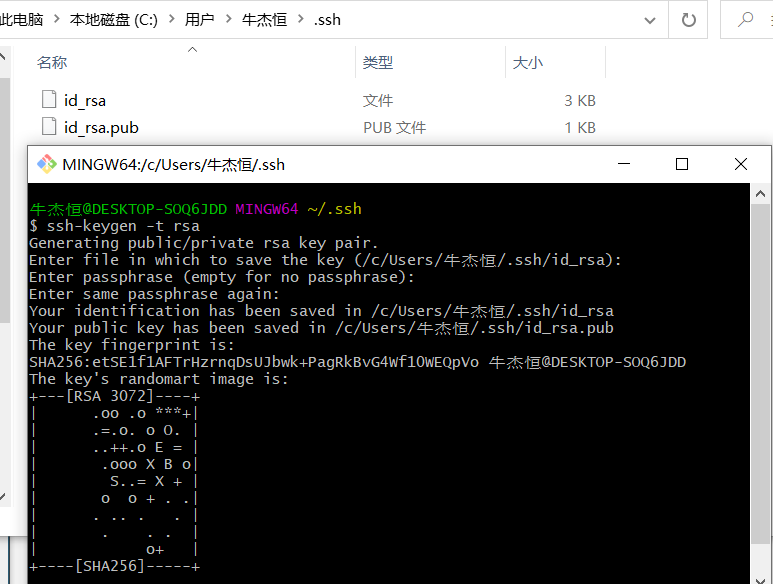 此电脑 > 本地磁盘 (C:) > 用户 > 牛杰恒 > .ssh
名称 类型 大小
id_rsa 文件 3 KB
id_rsa.pub PUB 文件 1 KB
MINGW64:/c/Users/牛杰恒/.ssh
牛杰恒@DESKTOP-SOQ6JDD MINGW64 ~/.ssh
$ ssh-keygen -t rsa
Generating public/private rsa key pair.
Enter file in which to save the key (/c/Users/牛杰恒/.ssh/id_rsa):
Enter passphrase (empty for no passphrase):
Enter same passphrase again:
Your identification has been saved in /c/Users/牛杰恒/.ssh/id_rsa
Your public key has been saved in /c/Users/牛杰恒/.ssh/id_rsa.pub
The key fingerprint is:
SHA256:etSE1f1AFTrHzrnqDsUJbwk+PagRkBvG4Wf1OWEQpVo 牛杰恒@DESKTOP-SOQ6JDD
The key's randomart image is:
+---[RSA 3072]----+
|      .oo .o ***+|
|      .=.o. o O. |
|      ..++.o E = |
|       .ooo X B o|
|        S..= X + |
|       o  o + . .|
|      . .. .   . |
|       .    . .  |
|            o+   |
+----[SHA256]-----+